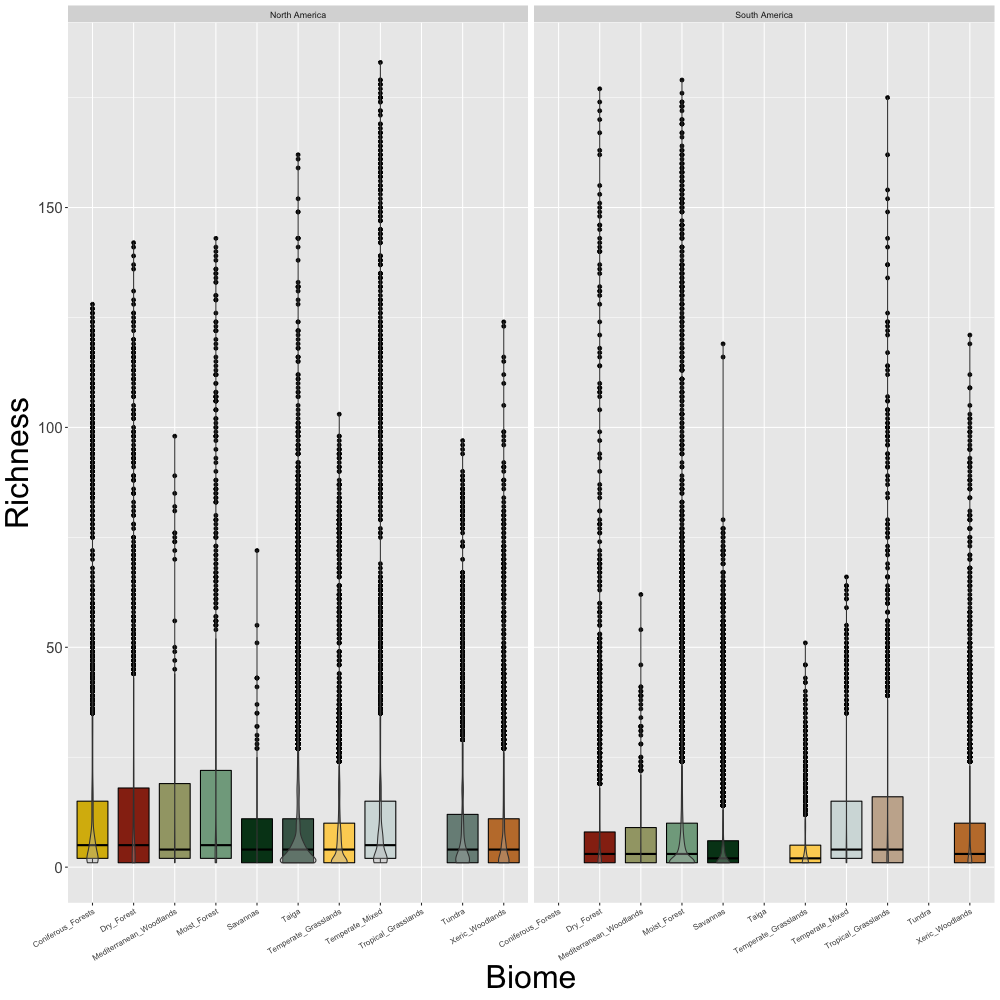 North America South America
Richness
150
100
50
0
Coniferous_Forests Dry_Forest Mediterranean_Woodlands Moist_Forest Savannas Taiga Temperate_Grasslands Temperate_Mixed Tropical_Grasslands Tundra Xeric_Woodlands Coniferous_Forests Dry_Forest Mediterranean_Woodlands Moist_Forest Savannas Taiga Temperate_Grasslands Temperate_Mixed Tropical_Grasslands Tundra Xeric_Woodlands
Biome